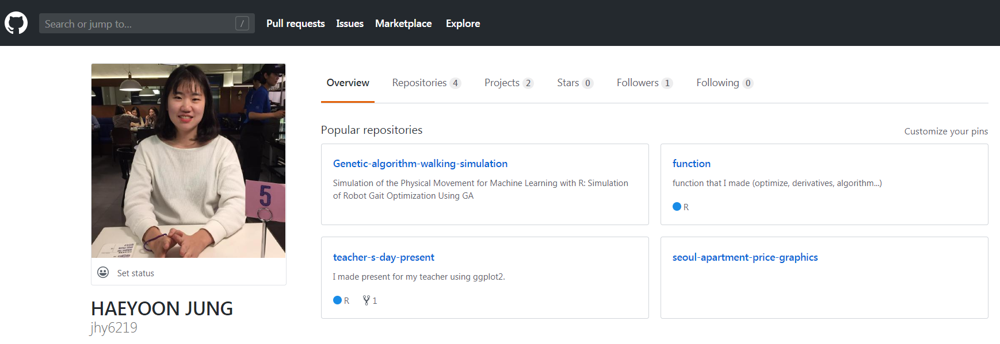 Search or jump to...
/
Pull requests
Issues
Marketplace
Explore
Overview
Repositories 4
Projects 2
Stars 0
Followers 1
Following 0
Popular repositories
Customize your pins
Genetic-algorithm-walking-simulation
Simulation of the Physical Movement for Machine Learning with R: Simulation
of Robot Gait Optimization Using GA
function
function that I made (optimize, derivatives, algorithm...)
R
teacher-s-day-present
I made present for my teacher using ggplot2.
R 1
seoul-apartment-price-graphics
5
Set status
HAEYOON JUNG
jhy6219